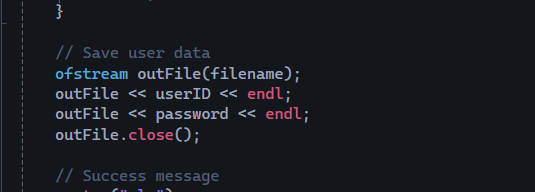 }
// Save user data
ofstream outFile(filename);
outFile << userID << endl;
outFile << password << endl;
outFile.close();
// Success message